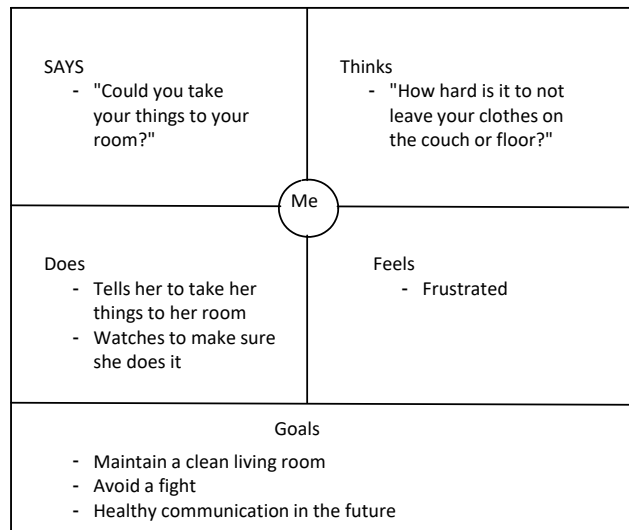 SAYS
- "Could you take
your things to your
room?"
Thinks
- "How hard is it to not
leave your clothes on
the couch or floor?"
Me
Does
- Tells her to take her
things to her room
- Watches to make sure
she does it
Feels
- Frustrated
Goals
- Maintain a clean living room
- Avoid a fight
- Healthy communication in the future